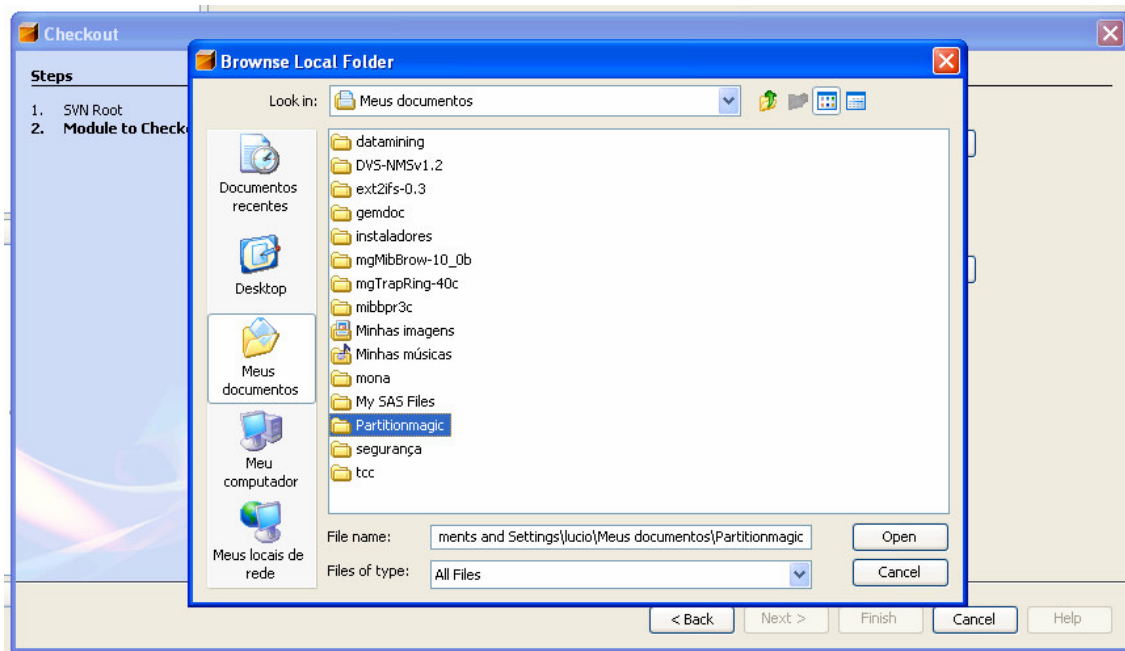 Checkout
Steps
1. SVN Root
2. Module to Check
Brownse Local Folder
Look in:
Meus documentos
Documentos
recentes
Desktop
Meus
documentos
Meu
computador
Meus locais de
rede
datamining
DVS-NMSv1.2
ext2ifs-0.3
gemdoc
instaladores
mgMibBrow-10_0b
mgTrapRing-40c
mibbpr3c
Minhas imagens
Minhas músicas
mona
My SAS Files
Partitionmagic
segurança
tcc
File name: ments and Settings\lucio\Meus documentos\Partitionmagic
Open
Files of type: All Files
Cancel
< Back Next > Finish Cancel Help